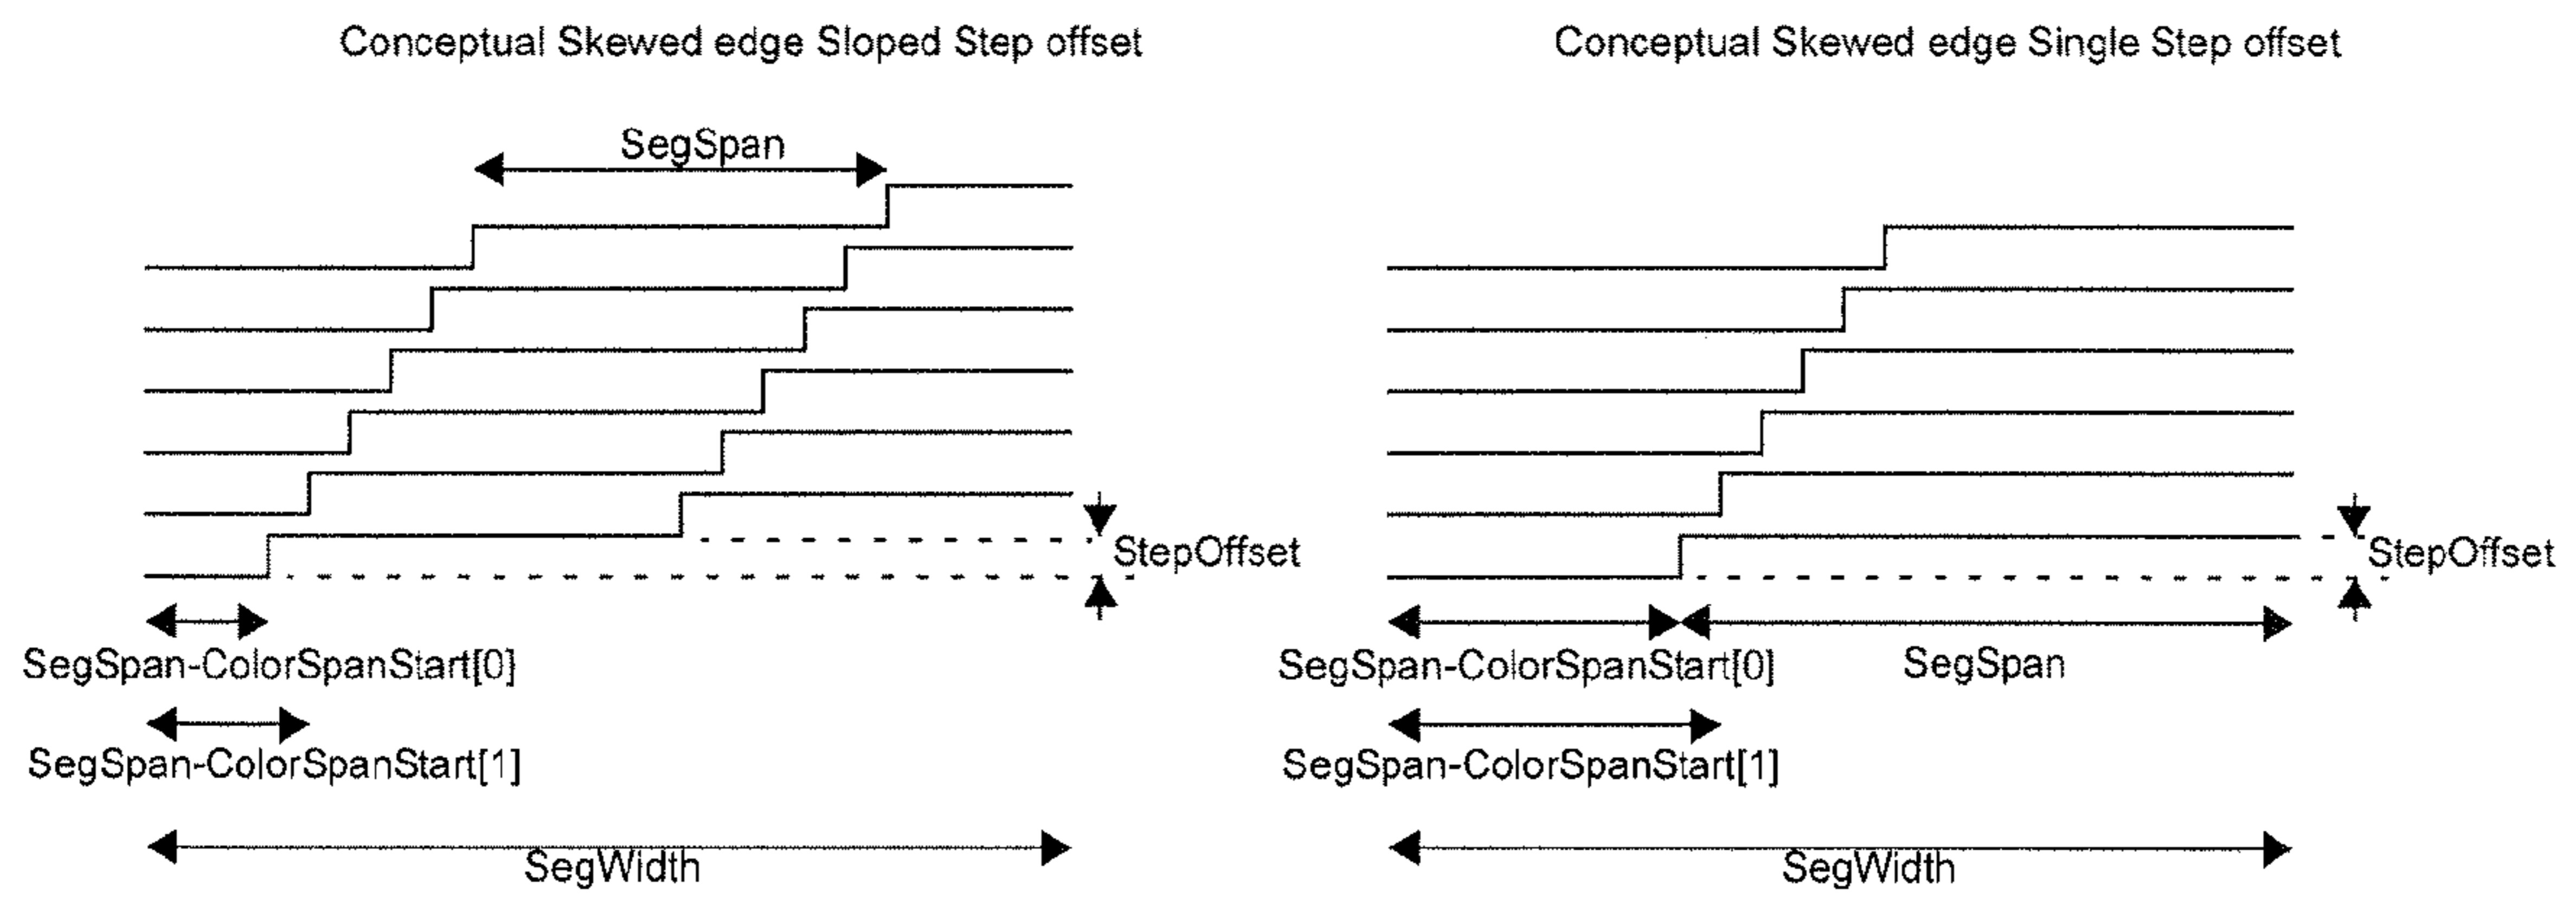 Conceptual Skewed edge Sloped Step offset
SegSpan
StepOffset
SegSpan-ColorSpanStart[0]
SegSpan-ColorSpanStart[1]
SegWidth
Conceptual Skewed edge Single Step offset
StepOffset
SegSpan-ColorSpanStart[0]
SegSpan
SegSpan-ColorSpanStart[1]
SegWidth